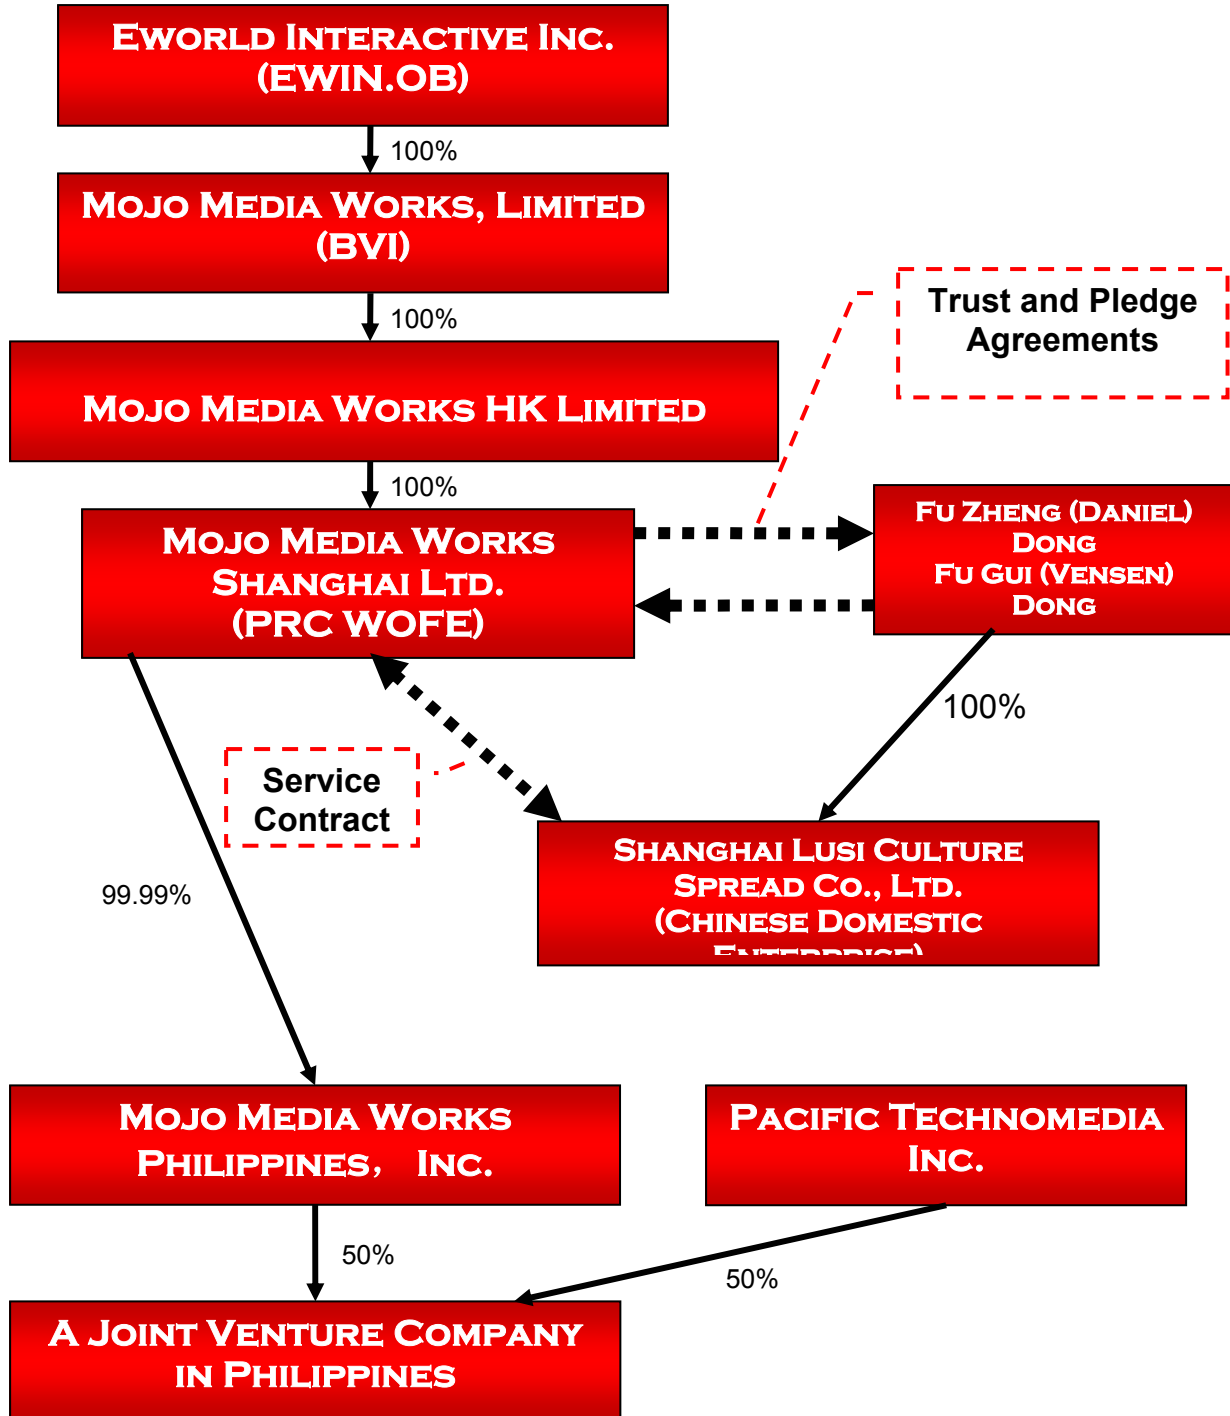 Eworld Interactive Inc.
(EWIN.OB)
100%
Mojo Media Works, Limited
(BVI)
100%
Mojo Media Works HK Limited
100%
Trust and Pledge
Agreements
Mojo Media Works
Shanghai Ltd.
(PRC WOFE)
Fu Zheng (Daniel)
Dong
Fu Gui (Vensen)
Dong
100%
Service
Contract
Shanghai Lusi Culture
Spread Co., Ltd.
(Chinese Domestic
Enterprise)
99.99%
Mojo Media Works
Philippines, Inc.
Pacific Technomedia
Inc.
50%
50%
A Joint Venture Company
in Philippines